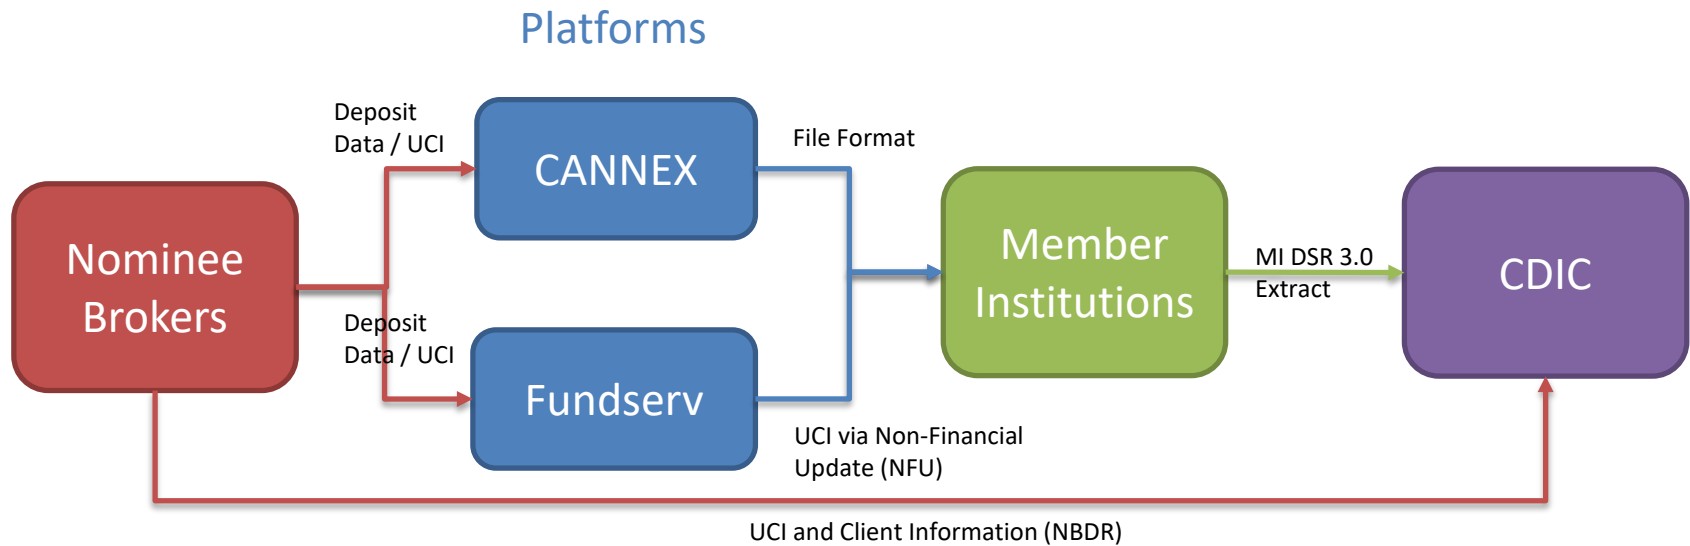 Platforms
Deposit
Data / UCI
CANNEX
File Format
Nominee
Brokers
Member
Institutions
MI DSR 3.0
Extract
CDIC
Deposit
Data / UCI
Fundserv
UCI via Non-Financial
Update (NFU)
UCI and Client Information (NBDR)